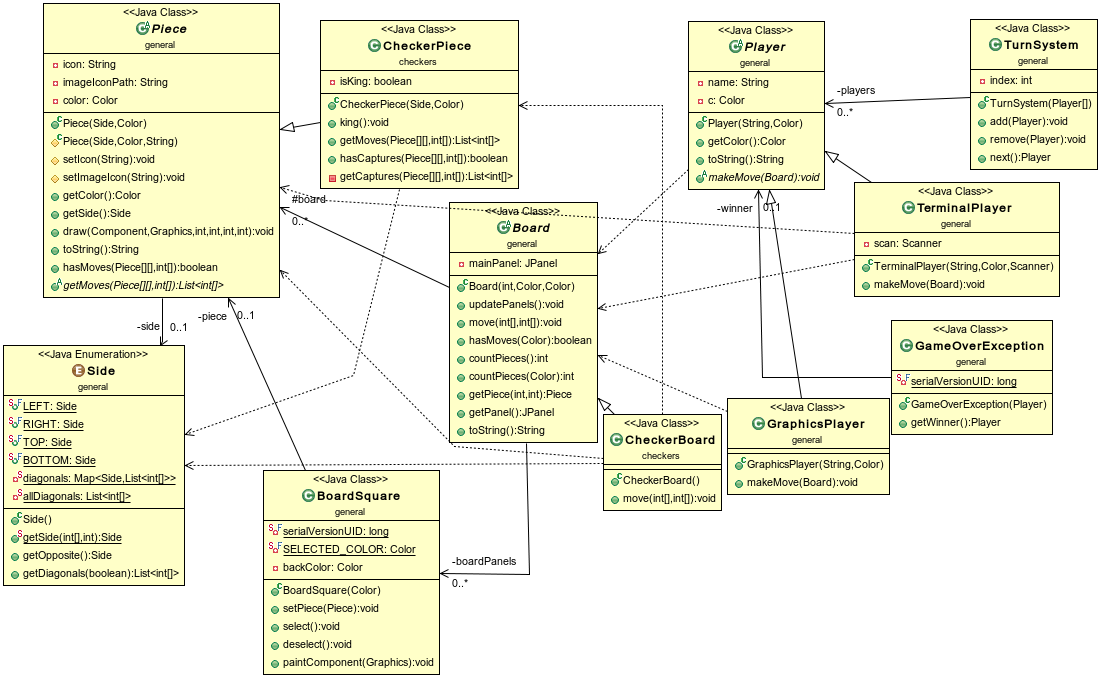 <<Java Class>>
Piece
general
icon: String
imageIconPath: String
color: Color
Piece(Side,Color)
Piece(Side,Color,String)
setIcon(String):void
setImageIcon(String):void
getColor():Color
getSide():Side
draw(Component,Graphics,int,int,int,int):void
toString():String
hasMoves(Piece[][],int[]):boolean
getMoves(Piece[][],int[]):List<int[]>
<<Java Class>>
CheckerPiece
checkers
isKing: boolean
CheckerPiece(Side,Color)
king():void
getMoves(Piece[][],int[]):List<int[]>
hasCaptures(Piece[][],int[]):boolean
getCaptures(Piece[][],int[]):List<int[]>
<<Java Class>>
Player
general
name: String
c: Color
Player(String,Color)
getColor():Color
toString():String
makeMove(Board):void
-players
0..*
<<Java Class>>
TurnSystem
general
index: int
TurnSystem(Player[])
add(Player):void
remove(Player):void
next():Player
#board
0..*
<<Java Class>>
Board
general
mainPanel: JPanel
Board(int,Color,Color)
updatePanels():void
move(int[],int[]):void
hasMoves(Color):boolean
countPieces():int
countPieces(Color):int
getPiece(int,int):Piece
getPanel():JPanel
toString():String
-winner
0..1
<<Java Class>>
TerminalPlayer
general
scan: Scanner
TerminalPlayer(String,Color,Scanner)
makeMove(Board):void
-side
0..1
-piece
0..1
<<Java Class>>
GameOverException
general
serialVersionUID: long
GameOverException(Player)
getWinner():Player
<<Java Enumeration>>
Side
general
LEFT: Side
RIGHT: Side
TOP: Side
BOTTOM: Side
diagonals: Map<Side,List<int[]>>
allDiagonals: List<int[]>
Side()
getSide(int[],int):Side
getOpposite():Side
getDiagonals(boolean):List<int[]>
<<Java Class>>
GraphicsPlayer
general
GraphicsPlayer(String,Color)
makeMove(Board):void
<<Java Class>>
CheckerBoard
checkers
CheckerBoard()
move(int[],int[]):void
<<Java Class>>
BoardSquare
general
serialVersionUID: long
SELECTED_COLOR: Color
backColor: Color
BoardSquare(Color)
setPiece(Piece):void
select():void
deselect():void
paintComponent(Graphics):void
-boardPanels
0..*